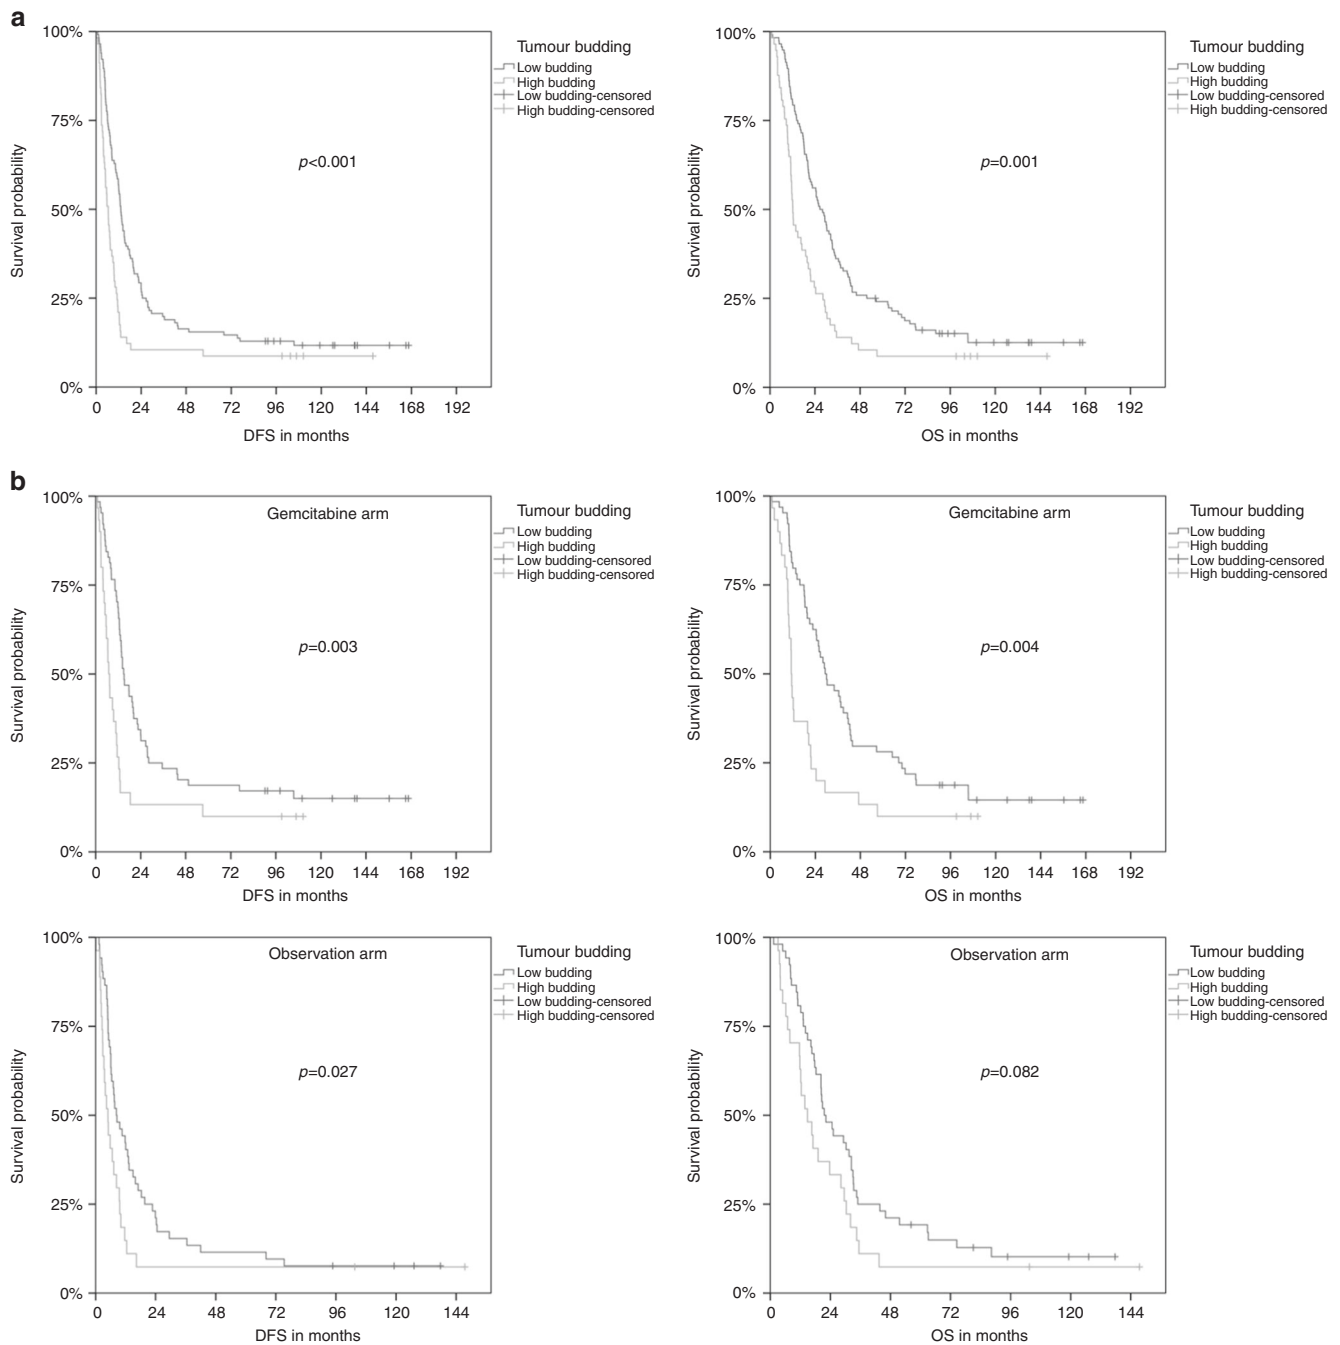 a
100%
75%
50%
25%
0%
Survival probability
p<0.001
0 24 48 72 96 120 144 168 192
DFS in months
Tumour budding
Low budding
High budding
Low budding-censored
High budding-censored
100%
75%
50%
25%
0%
Survival probability
p=0.001
0 24 48 72 96 120 144 168 192
OS in months
Tumour budding
Low budding
High budding
Low budding-censored
High budding-censored
b
100%
75%
50%
25%
0%
Survival probability
Gemcitabine arm
p=0.003
0 24 48 72 96 120 144 168 192
DFS in months
Tumour budding
Low budding
High budding
Low budding-censored
High budding-censored
100%
75%
50%
25%
0%
Survival probability
Gemcitabine arm
p=0.004
0 24 48 72 96 120 144 168 192
OS in months
Tumour budding
Low budding
High budding
Low budding-censored
High budding-censored
100%
75%
50%
25%
0%
Survival probability
Observation arm
p=0.027
0 24 48 72 96 120 144
DFS in months
Tumour budding
Low budding
High budding
Low budding-censored
High budding-censored
100%
75%
50%
25%
0%
Survival probability
Observation arm
p=0.082
0 24 48 72 96 120 144
OS in months
Tumour budding
Low budding
High budding
Low budding-censored
High budding-censored